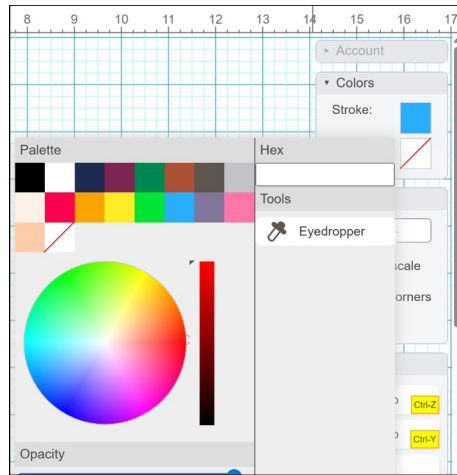 8 9 10 11 12 13 14 15 16 17
Account
Colors
Stroke:
Palette
Hex
Tools
Eyedropper
scale
orners
Ctrl-Z
Ctrl-Y
Opacity